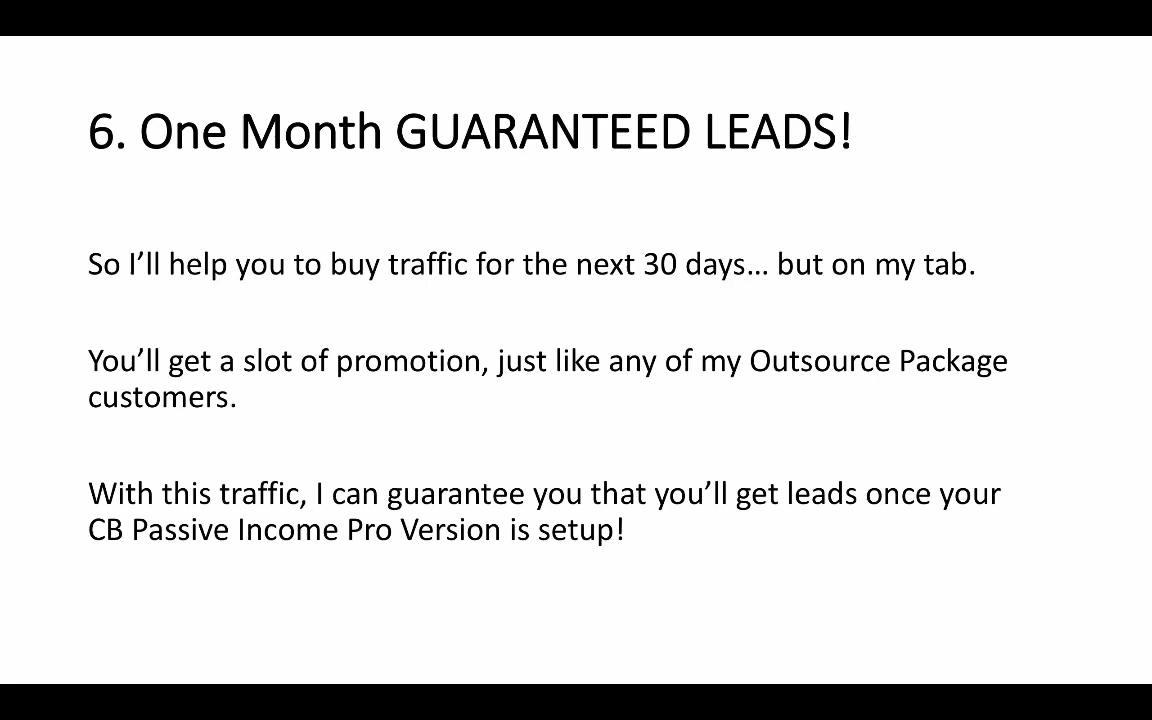 6. One Month GUARANTEED LEADS!
So I’ll help you to buy traffic for the next 30 days… but on my tab.
You’ll get a slot of promotion, just like any of my Outsource Package
customers.
With this traffic, I can guarantee you that you’ll get leads once your
CB Passive Income Pro Version is setup!